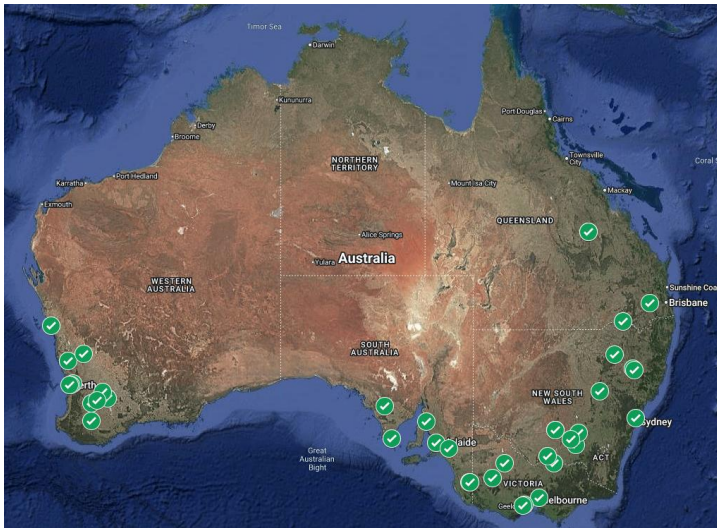 Timor Sea
Darwin
Kununurra
Port Douglas
Cairns
Derby
Broome
NORTHERN
TERRITORY
Townsville
City
Coral S
Karratha
Port Hedland
Mount Isa City
Mackay
Exmouth
QUEENSLAND
Alice Springs
Yulara
Australia
WESTERN
AUSTRALIA
Sunshine Coa
Brisbane
SOUTH
AUSTRALIA
erth
NEW SOUTH
WALES
ydney
Great
Australian
Bight
laide
ACT
VICTORIA
Geel
elbourne